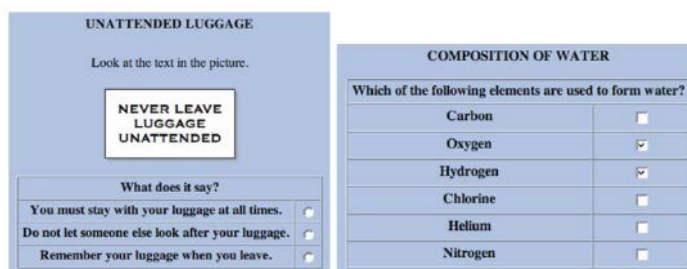 UNATTENDED LUGGAGE
Look at the text in the picture.
NEVER LEAVE
LUGGAGE
UNATTENDED
What does it say?
You must stay with your luggage at all times.
Do not let someone else look after your luggage.
Remember your luggage when you leave.
COMPOSITION OF WATER
Which of the following elements are used to form water?
Carbon
Oxygen
Hydrogen
Chlorine
Helium
Nitrogen